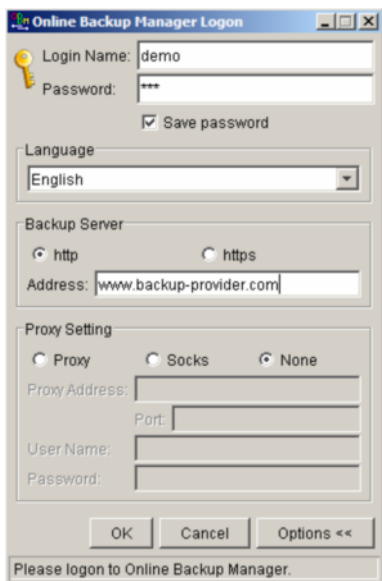 Online Backup Manager Logon
Login Name: demo
Password: ***
Save password
Language
English
Backup Server
http https
Address: www.backup-provider.com
Proxy Setting
Proxy Socks None
Proxy Address:
Port:
User Name:
Password:
OK Cancel Options <<
Please logon to Online Backup Manager.